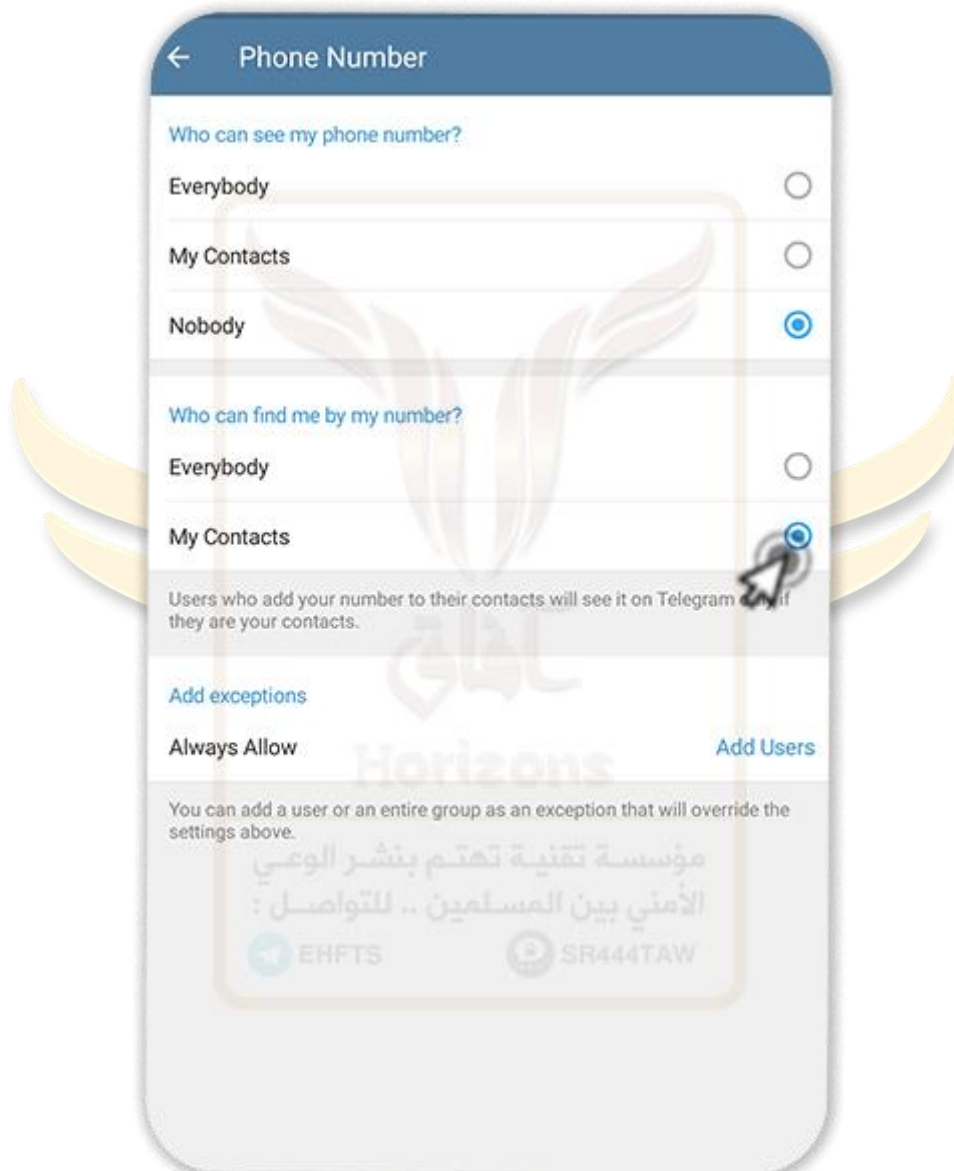 Phone Number
Who can see my phone number?
Everybody
My Contacts
Nobody
Who can find me by my number?
Everybody
My Contacts
Users who add your number to their contacts will see it on Telegram if
they are your contacts.
Add exceptions
Always Allow
Add Users
You can add a user or an entire group as an exception that will override the
settings above.
آفاق
Horizons
مؤسسة تقنية تهتم بنشر الوعي
الأمني بين المسلمين .. للتواصل :
EHFTS
SR444TAW